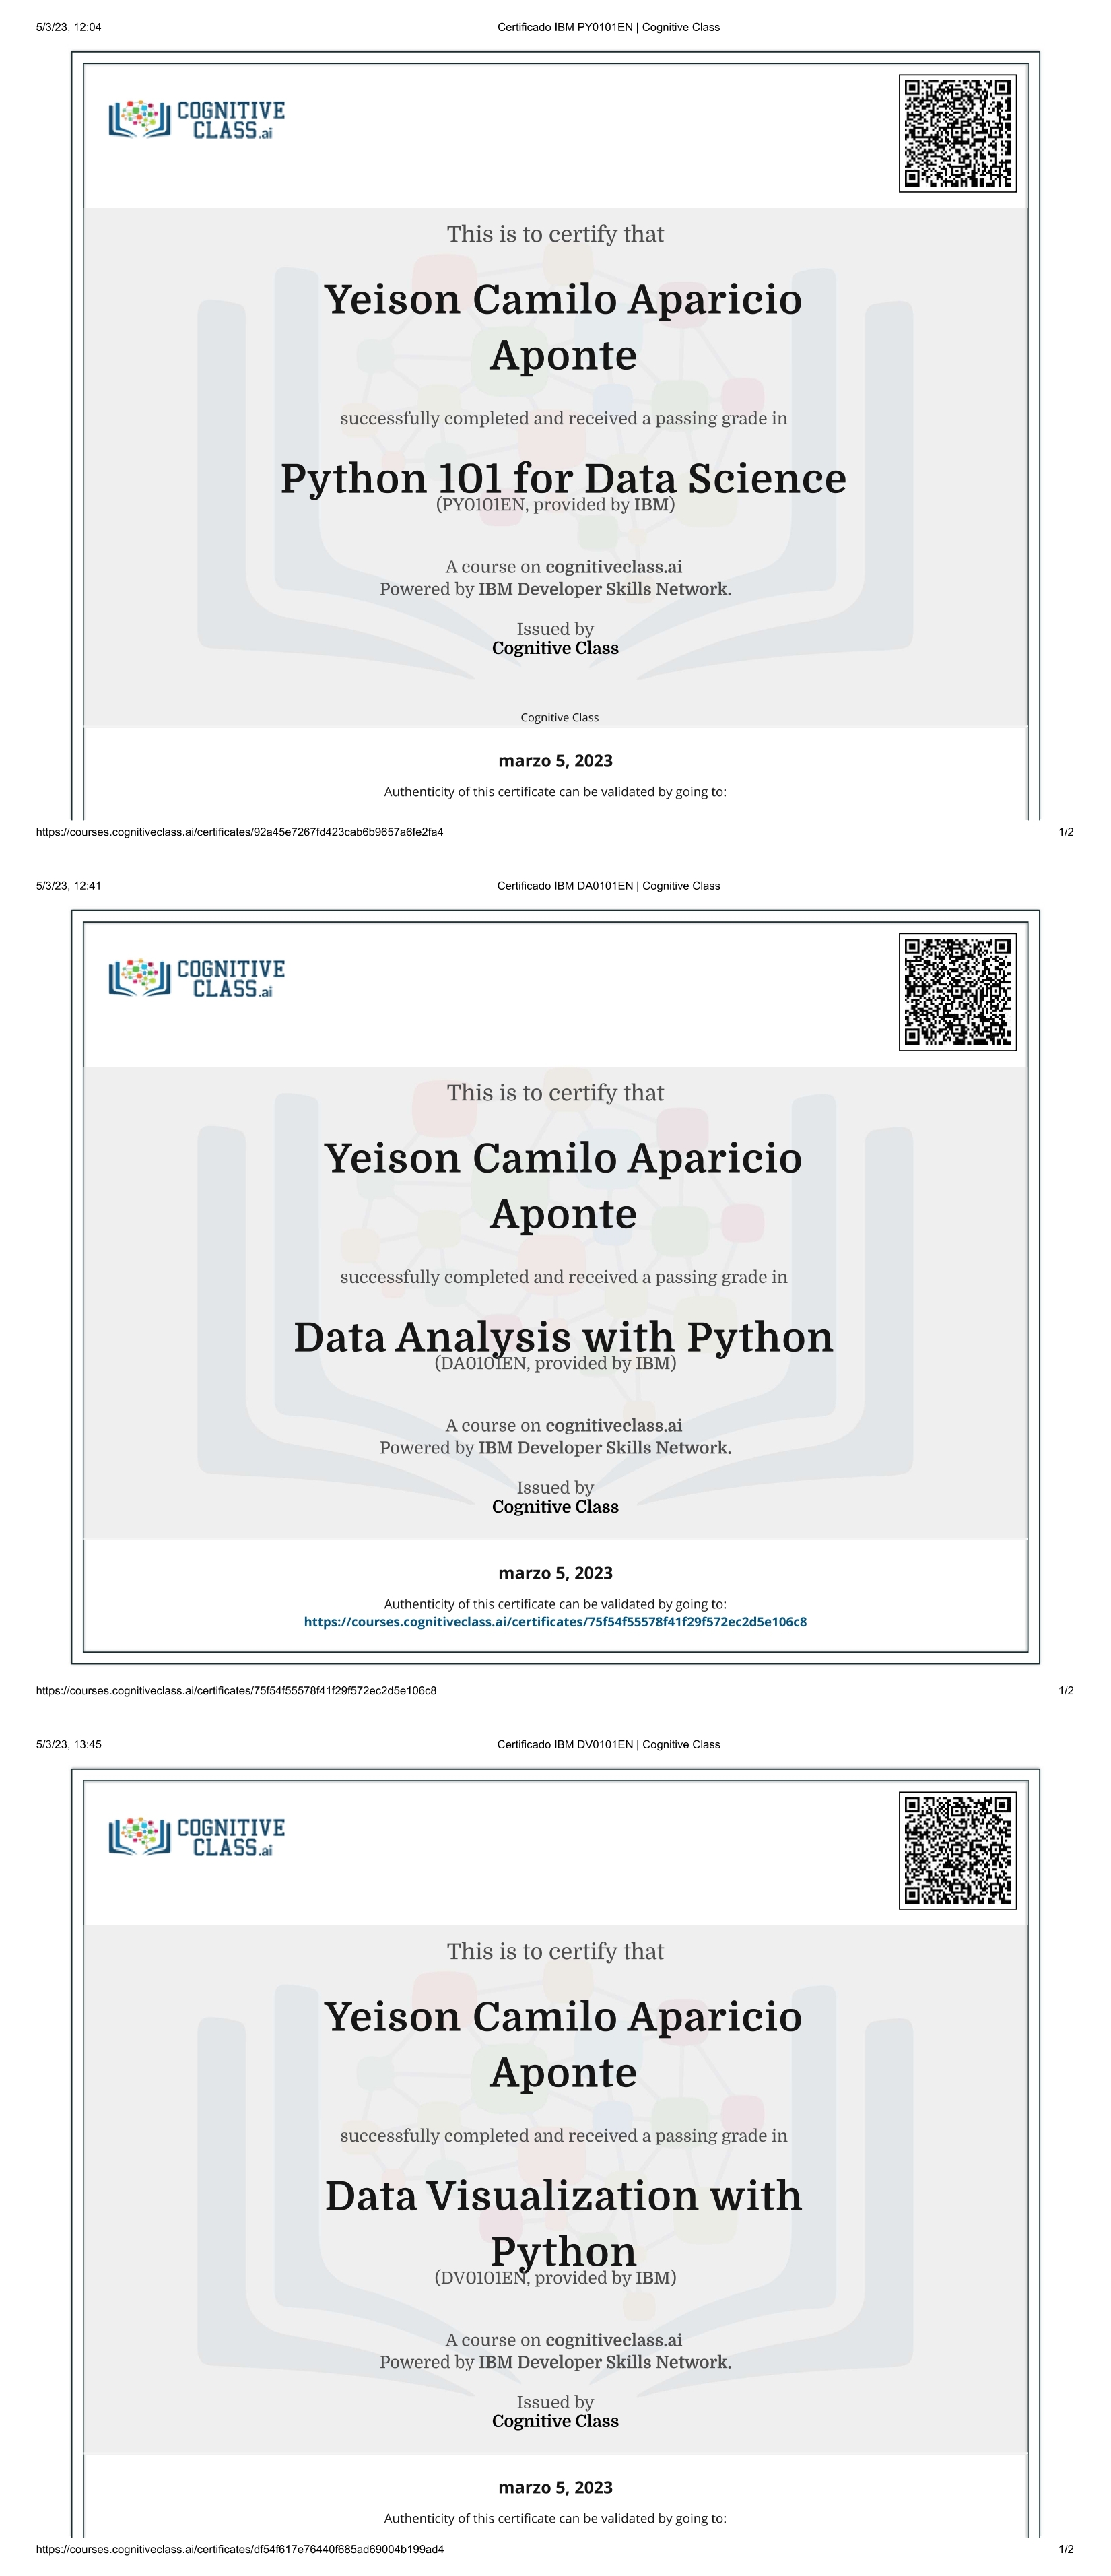 5/3/23, 12:04
Certificado IBM PY0101EN | Cognitive Class
COGNITIVE
CLASS.ai
This is to certify that
Yeison Camilo Aparicio
Aponte
successfully completed and received a passing grade in
Python 101 for Data Science
(PY0101EN, provided by IBM)
A course on cognitiveclass.ai
Powered by IBM Developer Skills Network.
Issued by
Cognitive Class
Cognitive Class
marzo 5, 2023
Authenticity of this certificate can be validated by going to:
https://courses.cognitiveclass.ai/certificates/92a45e7267fd423cab6b9657a6fe2fa4
1/2
5/3/23, 12:41
Certificado IBM DA0101EN | Cognitive Class
COGNITIVE
CLASS.ai
This is to certify that
Yeison Camilo Aparicio
Aponte
successfully completed and received a passing grade in
Data Analysis with Python
(DA0101EN, provided by IBM)
A course on cognitiveclass.ai
Powered by IBM Developer Skills Network.
Issued by
Cognitive Class
marzo 5, 2023
Authenticity of this certificate can be validated by going to:
https://courses.cognitiveclass.ai/certificates/75f54f55578f41f29f572ec2d5e106c8
https://courses.cognitiveclass.ai/certificates/75f54f55578f41f29f572ec2d5e106c8
1/2
5/3/23, 13:45
Certificado IBM DV0101EN | Cognitive Class
COGNITIVE
CLASS.ai
This is to certify that
Yeison Camilo Aparicio
Aponte
successfully completed and received a passing grade in
Data Visualization with
Python
(DV0101EN, provided by IBM)
A course on cognitiveclass.ai
Powered by IBM Developer Skills Network.
Issued by
Cognitive Class
marzo 5, 2023
Authenticity of this certificate can be validated by going to:
https://courses.cognitiveclass.ai/certificates/df54f617e76440f685ad69004b199ad4
1/2